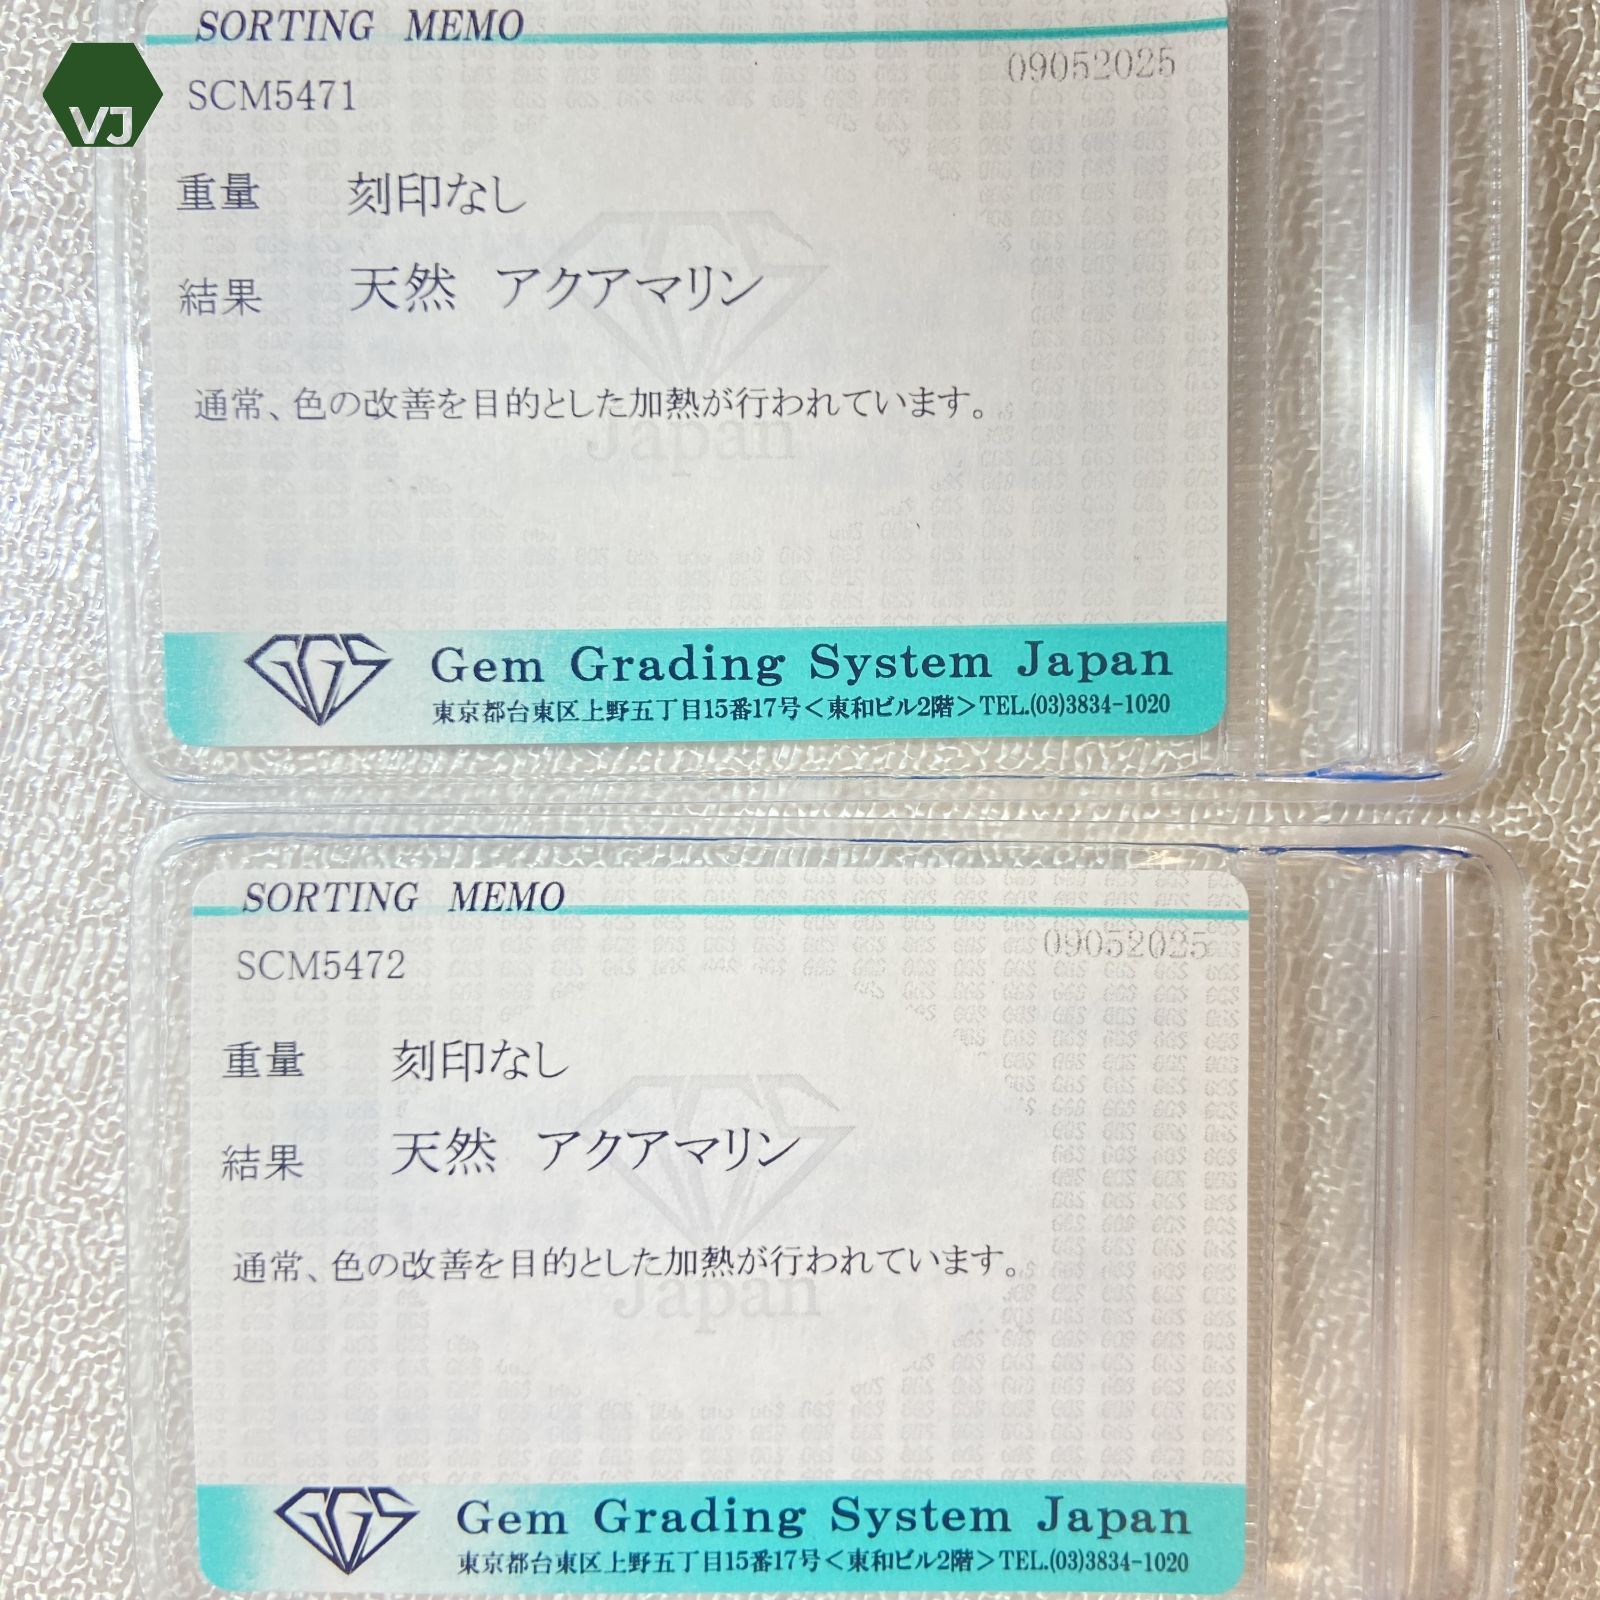 SORTING MEMO
09052025
VJ
SCM5471
重量 刻印なし
結果 天然 アクアマリン
通常、色の改善を目的とした加熱が行われています。
Japan
GGS Gem Grading System Japan
東京都台東区上野五丁目15番17号<東和ビル2階>TEL.(03)3834-1020
SORTING MEMO
09052025
SCM5472
重量 刻印なし
結果 天然 アクアマリン
通常、色の改善を目的とした加熱が行われています。
Japan
GGS Gem Grading System Japan
東京都台東区上野五丁目15番17号<東和ビル2階>TEL.(03)3834-1020